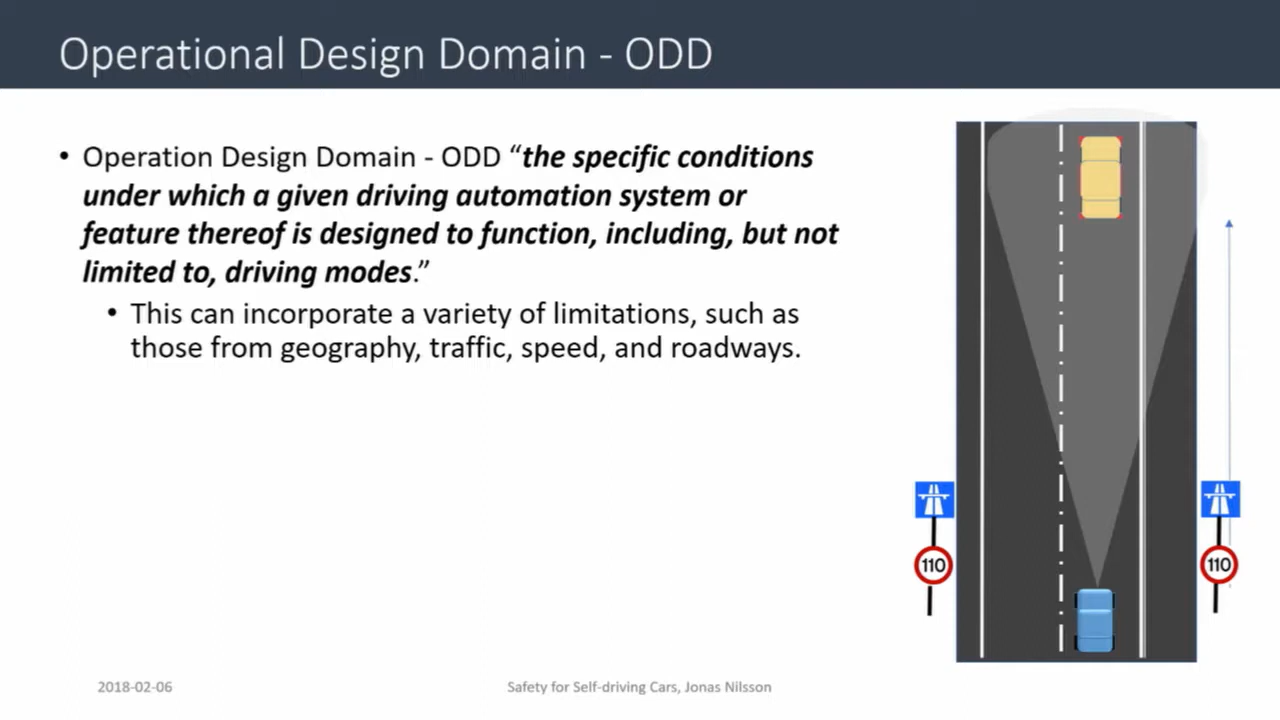 Operational Design Domain - ODD
• Operation Design Domain - ODD “the specific conditions
under which a given driving automation system or
feature thereof is designed to function, including, but not
limited to, driving modes.”
• This can incorporate a variety of limitations, such as
those from geography, traffic, speed, and roadways.
110
110
2018-02-06
Safety for Self-driving Cars, Jonas Nilsson